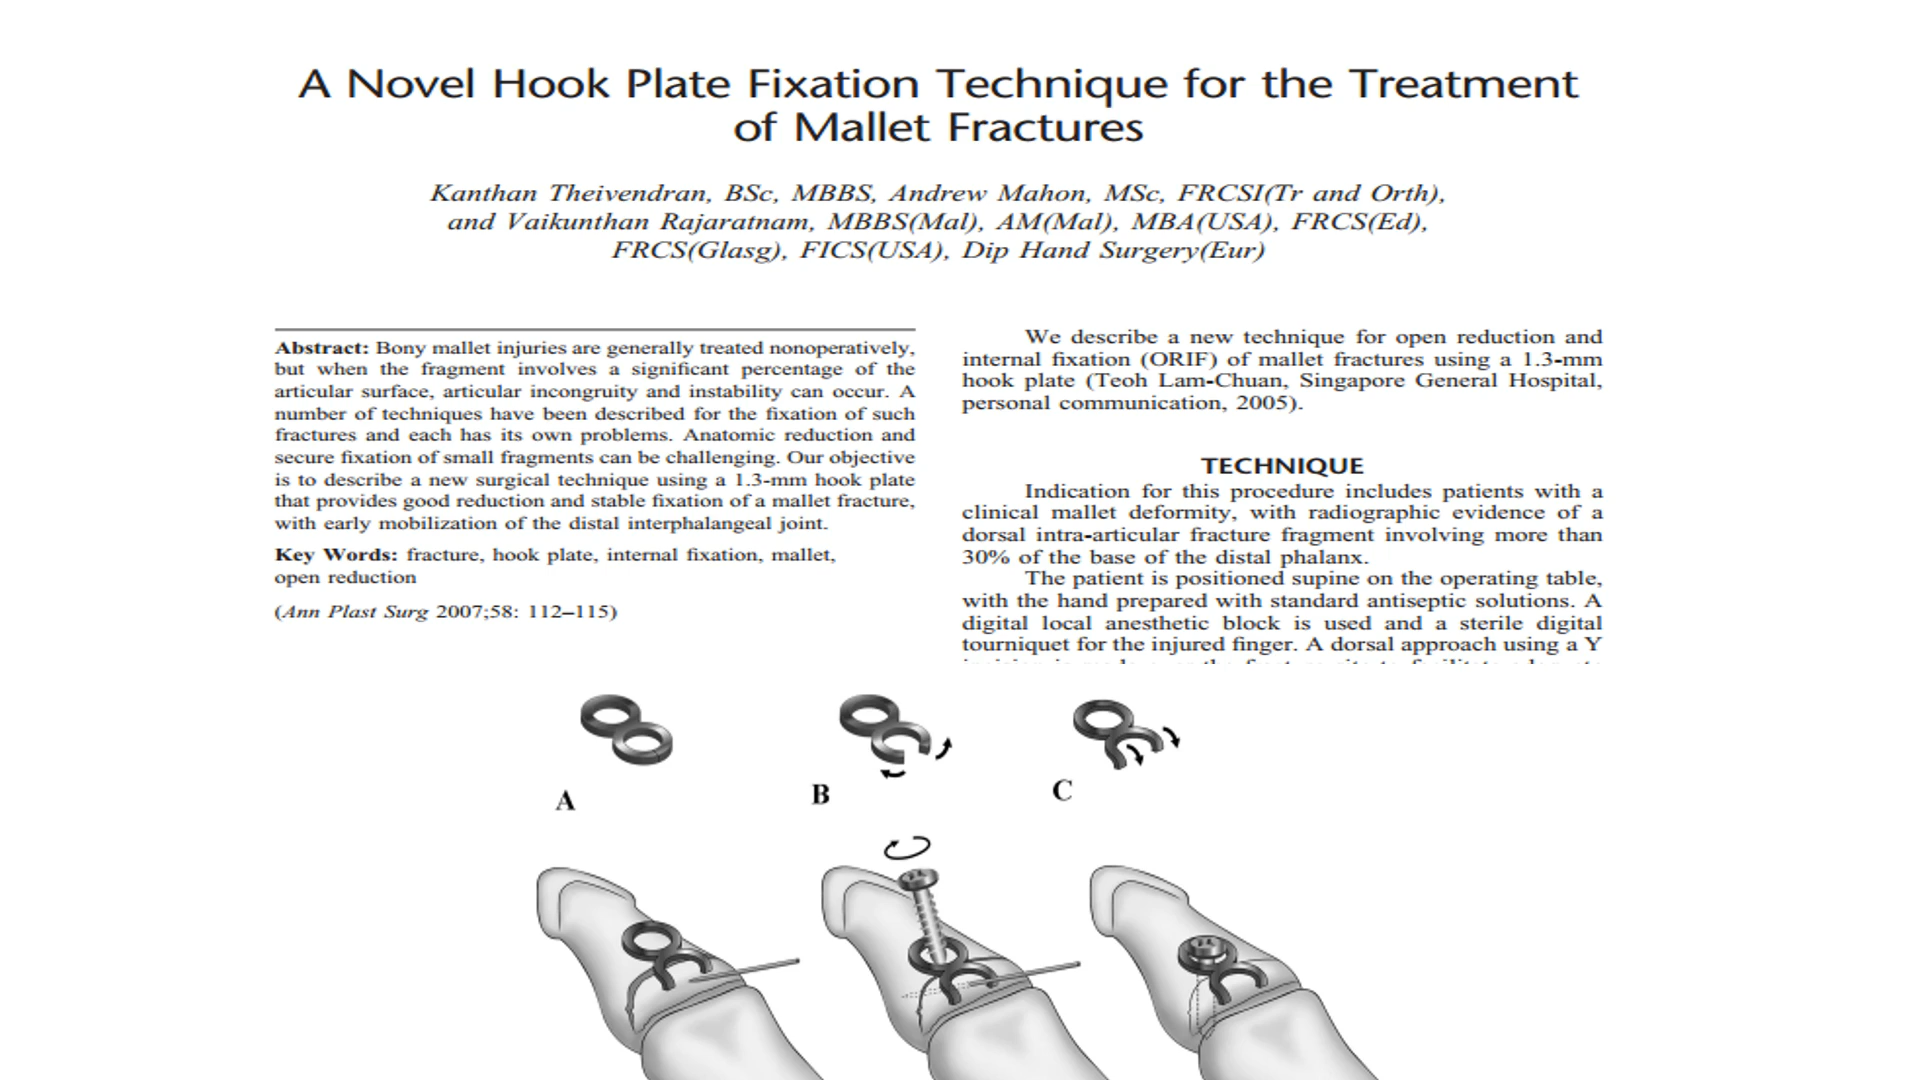 A Novel Hook Plate Fixation Technique for the Treatment
of Mallet Fractures
Kanthan Theivendran, BSc, MBBS, Andrew Mahon, MSc, FRCSI(Tr and Orth),
and Vaikunthan Rajaratnam, MBBS(Mal), AM(Mal), MBA(USA), FRCS(Ed),
FRCS(Glasg), FICS(USA), Dip Hand Surgery(Eur)
Abstract: Bony mallet injuries are generally treated nonoperatively,
but when the fragment involves a significant percentage of the
articular surface, articular incongruity and instability can occur. A
number of techniques have been described for the fixation of such
fractures and each has its own problems. Anatomic reduction and
secure fixation of small fragments can be challenging. Our objective
is to describe a new surgical technique using a 1.3-mm hook plate
that provides good reduction and stable fixation of a mallet fracture,
with early mobilization of the distal interphalangeal joint.
Key Words: fracture, hook plate, internal fixation, mallet,
open reduction
(Ann Plast Surg 2007;58: 112–115)
We describe a new technique for open reduction and
internal fixation (ORIF) of mallet fractures using a 1.3-mm
hook plate (Teoh Lam-Chuan, Singapore General Hospital,
personal communication, 2005).
TECHNIQUE
Indication for this procedure includes patients with a
clinical mallet deformity, with radiographic evidence of a
dorsal intra-articular fracture fragment involving more than
30% of the base of the distal phalanx.
The patient is positioned supine on the operating table,
with the hand prepared with standard antiseptic solutions. A
digital local anesthetic block is used and a sterile digital
tourniquet for the injured finger. A dorsal approach using a Y
A
B
C